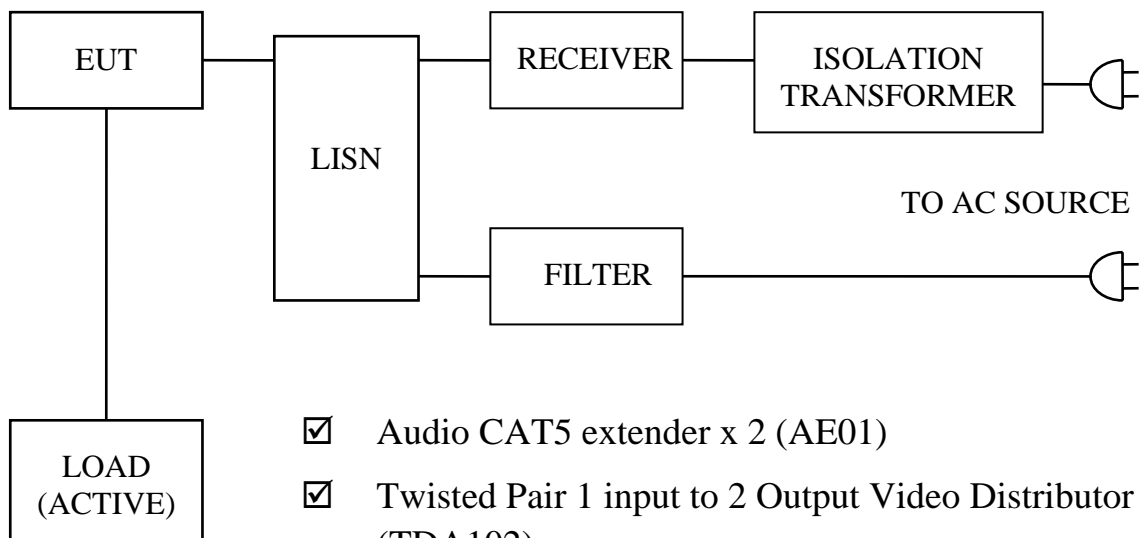 EUT
LISN
RECEIVER
ISOLATION
TRANSFORMER
TO AC SOURCE
FILTER
LOAD
(ACTIVE)
☑ Audio CAT5 extender x 2 (AE01)
☑ Twisted Pair 1 input to 2 Output Video Distributor
(TDA102)